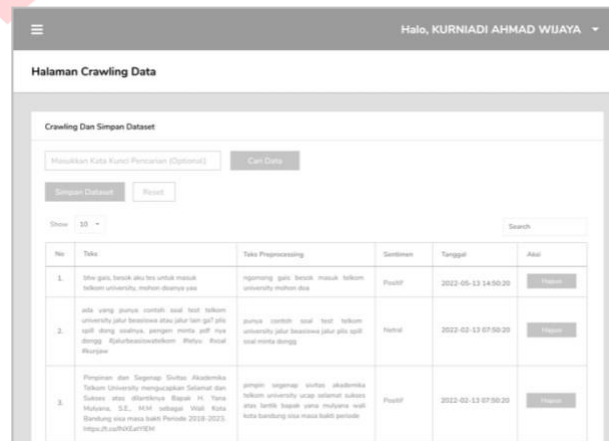 Halo, KURNIADI AHMAD WIJAYA
Halaman Crawling Data
Crawling Dan Simpan Dataset
Masukkan Kata Kunci Pencarian (Optional)
Cari Data
Simpan Dataset
Reset
Show 10
Search
No Teks Teks Preprocessing Sentimen Tanggal Aksi
1. btw gais, besok aku tes untuk masuk
telkom university, mohon doanya yaa
ngomong gais besok masuk telkom
university mohon doa
Positif 2022-05-13 14:50:20 Hapus
2. ada yang punya contoh soal test telkom
university jalur beasiswa atau jalur lain ga? plis
spill dong soalnya, pengen minta pdf nya
dongg #jalurbeasiswatelkom #telyu #soal
#kunjaw
punya contoh soal test telkom
university jalur beasiswa jalur plis spill
soal minta dongg
Netral 2022-02-13 07:50:20 Hapus
3. Pimpinan dan Segenap Sivitas Akademika
Telkom University mengucapkan Selamat dan
Sukses atas dilantiknya Bapak H. Yana
Mulyana, S.E., M.M sebagai Wali Kota
Bandung sisa masa bakti Periode 2018-2023.
pimpin segenap sivitas akademika
telkom university ucap selamat sukses
atas lantik bapak yana mulyana wali
kota bandung sisa masa bakti periode
Positif 2022-02-13 07:50:20 Hapus